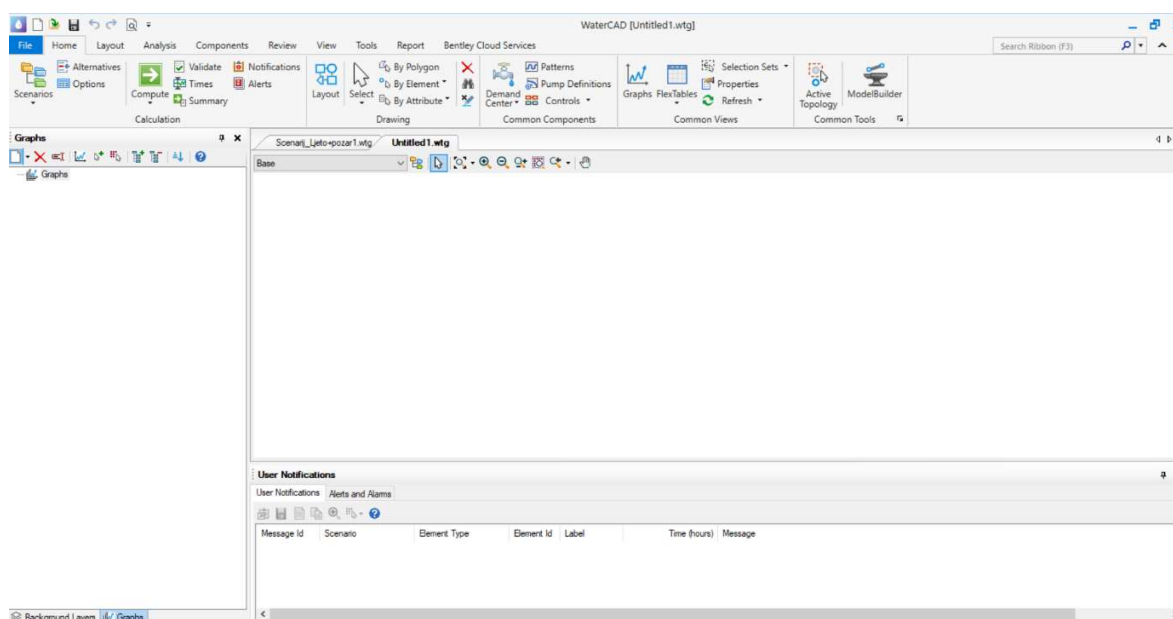 WaterCAD [Untitled1.wtg]
File Home Layout Analysis Components Review View Tools Report Bentley Cloud Services Search Ribbon (F3)
Scenarios
Alternatives
Options
Compute
Validate
Times
Summary
Notifications
Alerts
Calculation
Layout
Select
By Polygon
By Element
By Attribute
Drawing
Demand
Center
Patterns
Pump Definitions
Controls
Common Components
Graphs
FlexTables
Selection Sets
Properties
Refresh
Common Views
Active
Topology
ModelBuilder
Common Tools
Graphs
Graphs
Scenarij_Ljeto+pozar1.wtg Untitled1.wtg
Base
User Notifications
User Notifications Alerts and Alarms
Message Id Scenario Element Type Element Id Label Time (hours) Message
Background Layers Graphs